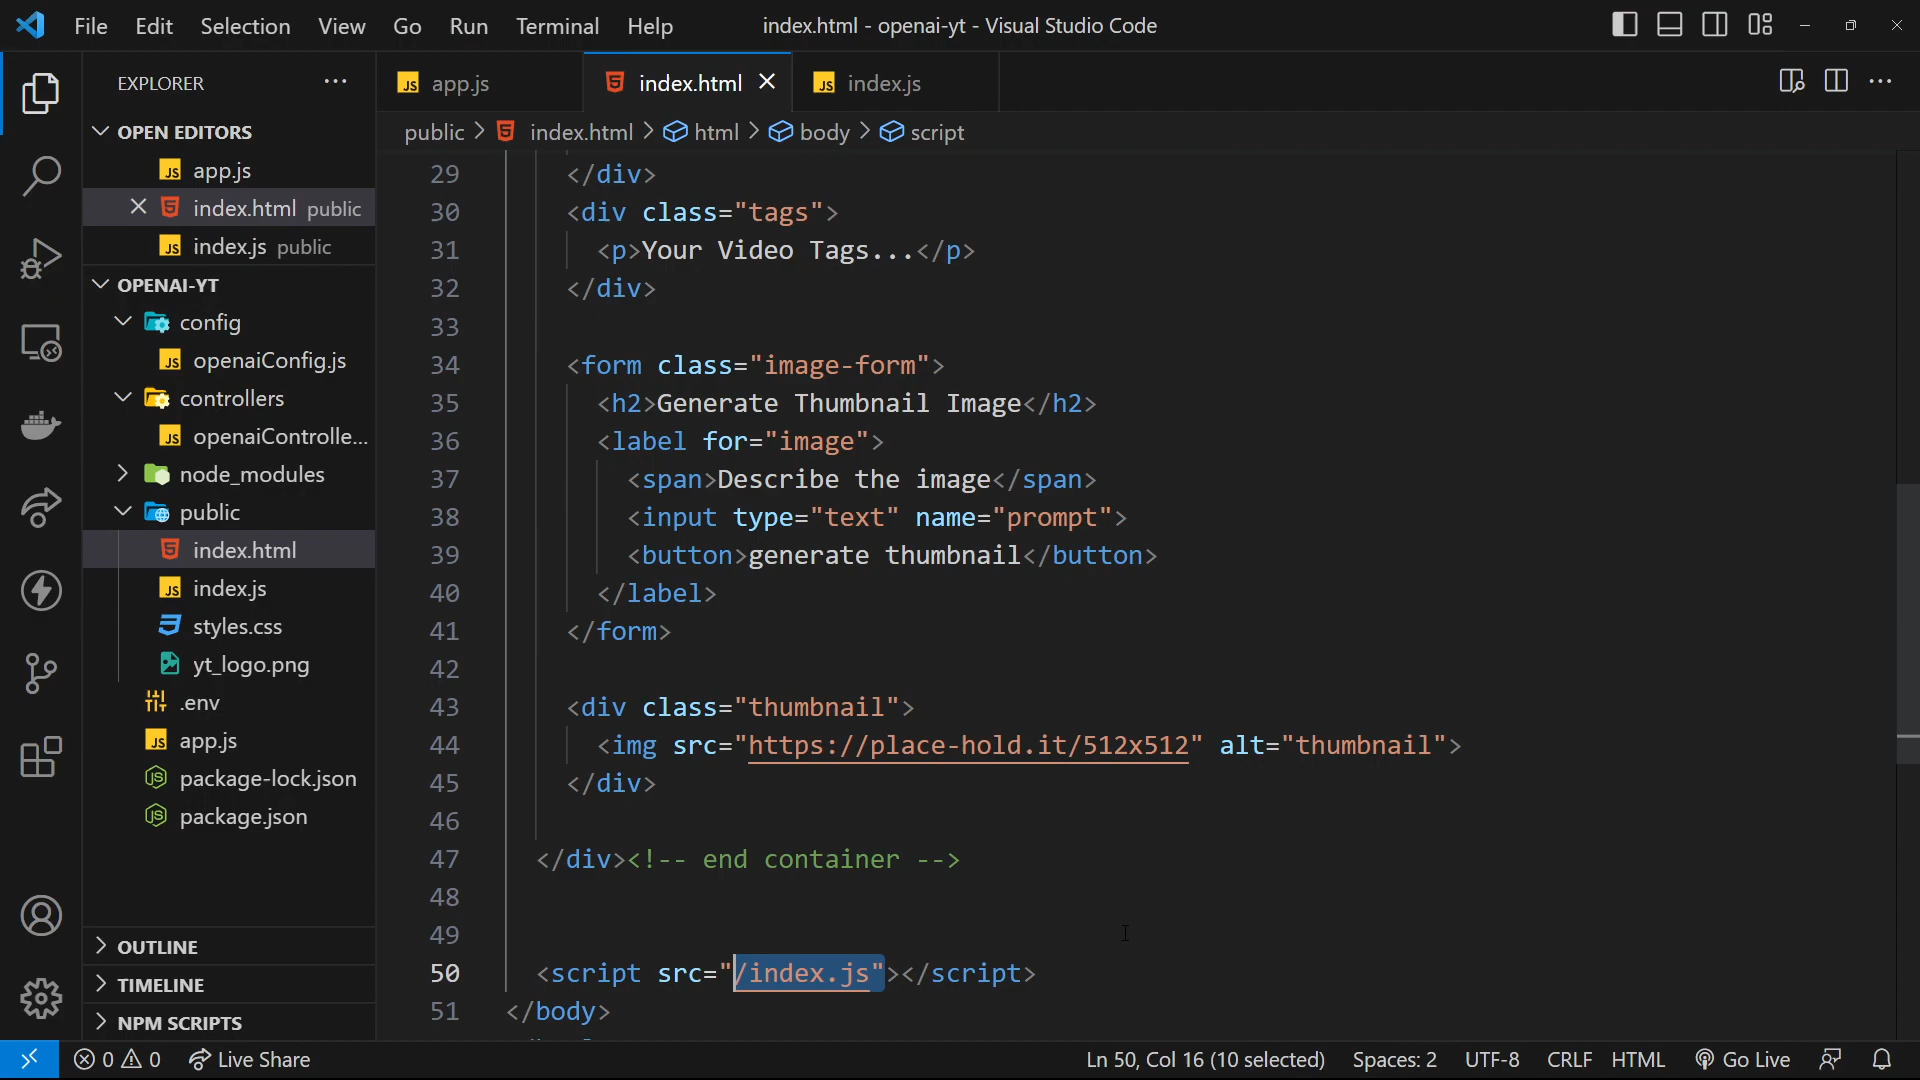 File Edit Selection View Go Run Terminal Help index.html - openai-yt - Visual Studio Code
EXPLORER
OPEN EDITORS
JS app.js
index.html public
JS index.js public
OPENAI-YT
config
JS openaiConfig.js
controllers
JS openaiControlle...
node_modules
public
index.html
JS index.js
styles.css
yt_logo.png
.env
JS app.js
package-lock.json
package.json
OUTLINE
TIMELINE
NPM SCRIPTS
JS app.js index.html JS index.js
public > index.html > html > body > script
29 </div>
30 <div class="tags">
31 <p>Your Video Tags...</p>
32 </div>
33
34 <form class="image-form">
35 <h2>Generate Thumbnail Image</h2>
36 <label for="image">
37 <span>Describe the image</span>
38 <input type="text" name="prompt">
39 <button>generate thumbnail</button>
40 </label>
41 </form>
42
43 <div class="thumbnail">
44 <img src="https://place-hold.it/512x512" alt="thumbnail">
45 </div>
46
47 </div><!-- end container -->
48
49
50 <script src="/index.js"></script>
51 </body>
0 0 Live Share Ln 50, Col 16 (10 selected) Spaces: 2 UTF-8 CRLF HTML Go Live